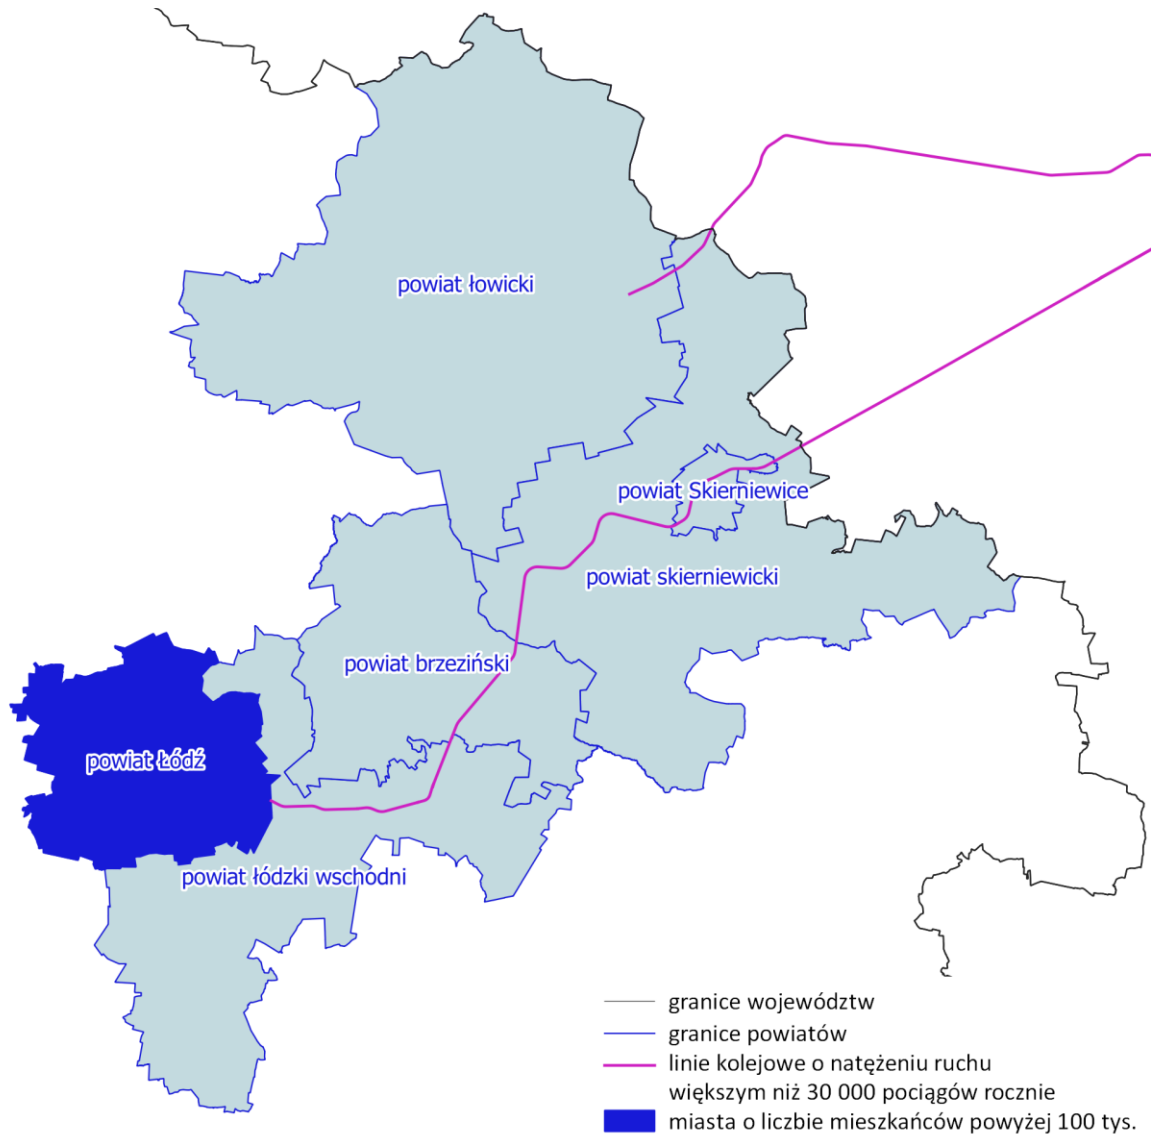 powiat łowicki
powiat Skierniewice
powiat skierniewicki
powiat brzeziński
powiat Łódź
powiat łódzki wschodni
granice województw
granice powiatów
linie kolejowe o natężeniu ruchu
większym niż 30 000 pociągów rocznie
miasta o liczbie mieszkańców powyżej 100 tys.